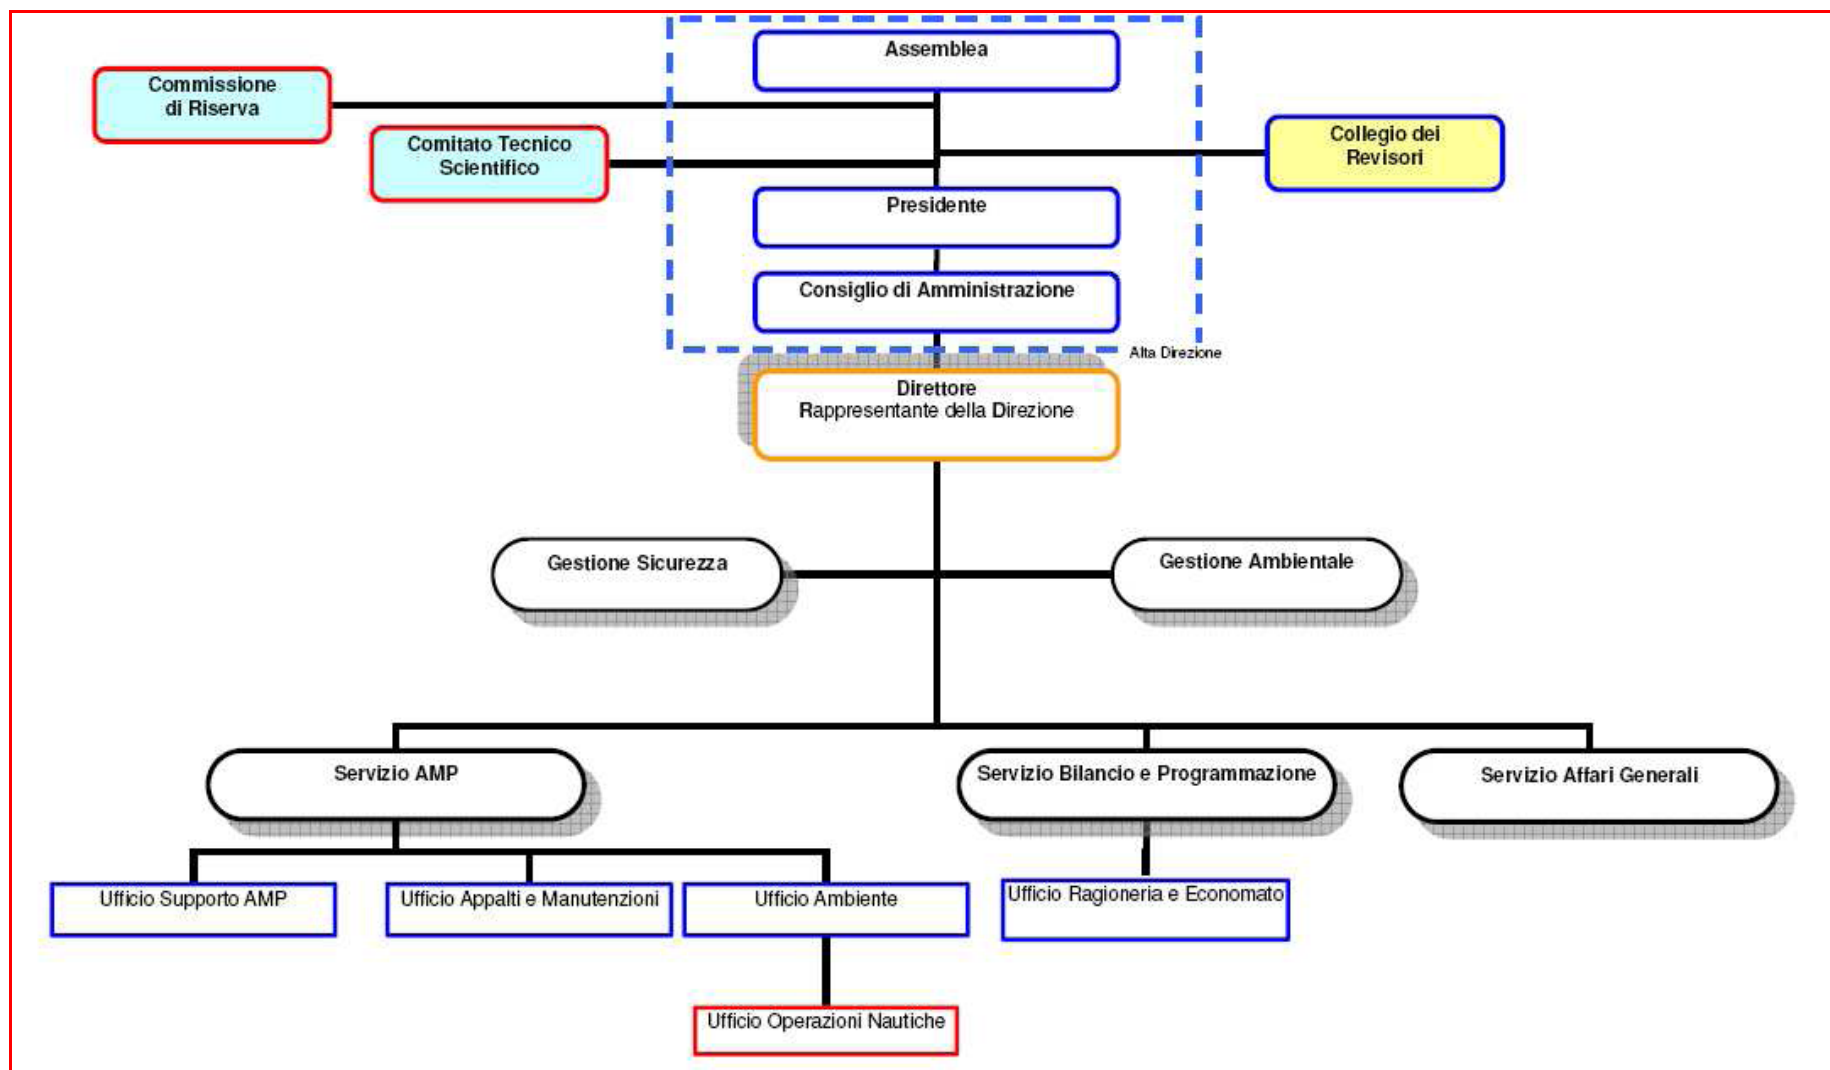 Assemblea
Commissione
di Riserva
Comitato Tecnico
Scientifico
Collegio dei
Revisori
Presidente
Consiglio di Amministrazione
Alta Direzione
Direttore
Rappresentante della Direzione
Gestione Sicurezza
Gestione Ambientale
Servizio AMP
Servizio Bilancio e Programmazione
Servizio Affari Generali
Ufficio Supporto AMP
Ufficio Appalti e Manutenzioni
Ufficio Ambiente
Ufficio Ragioneria e Economato
Ufficio Operazioni Nautiche